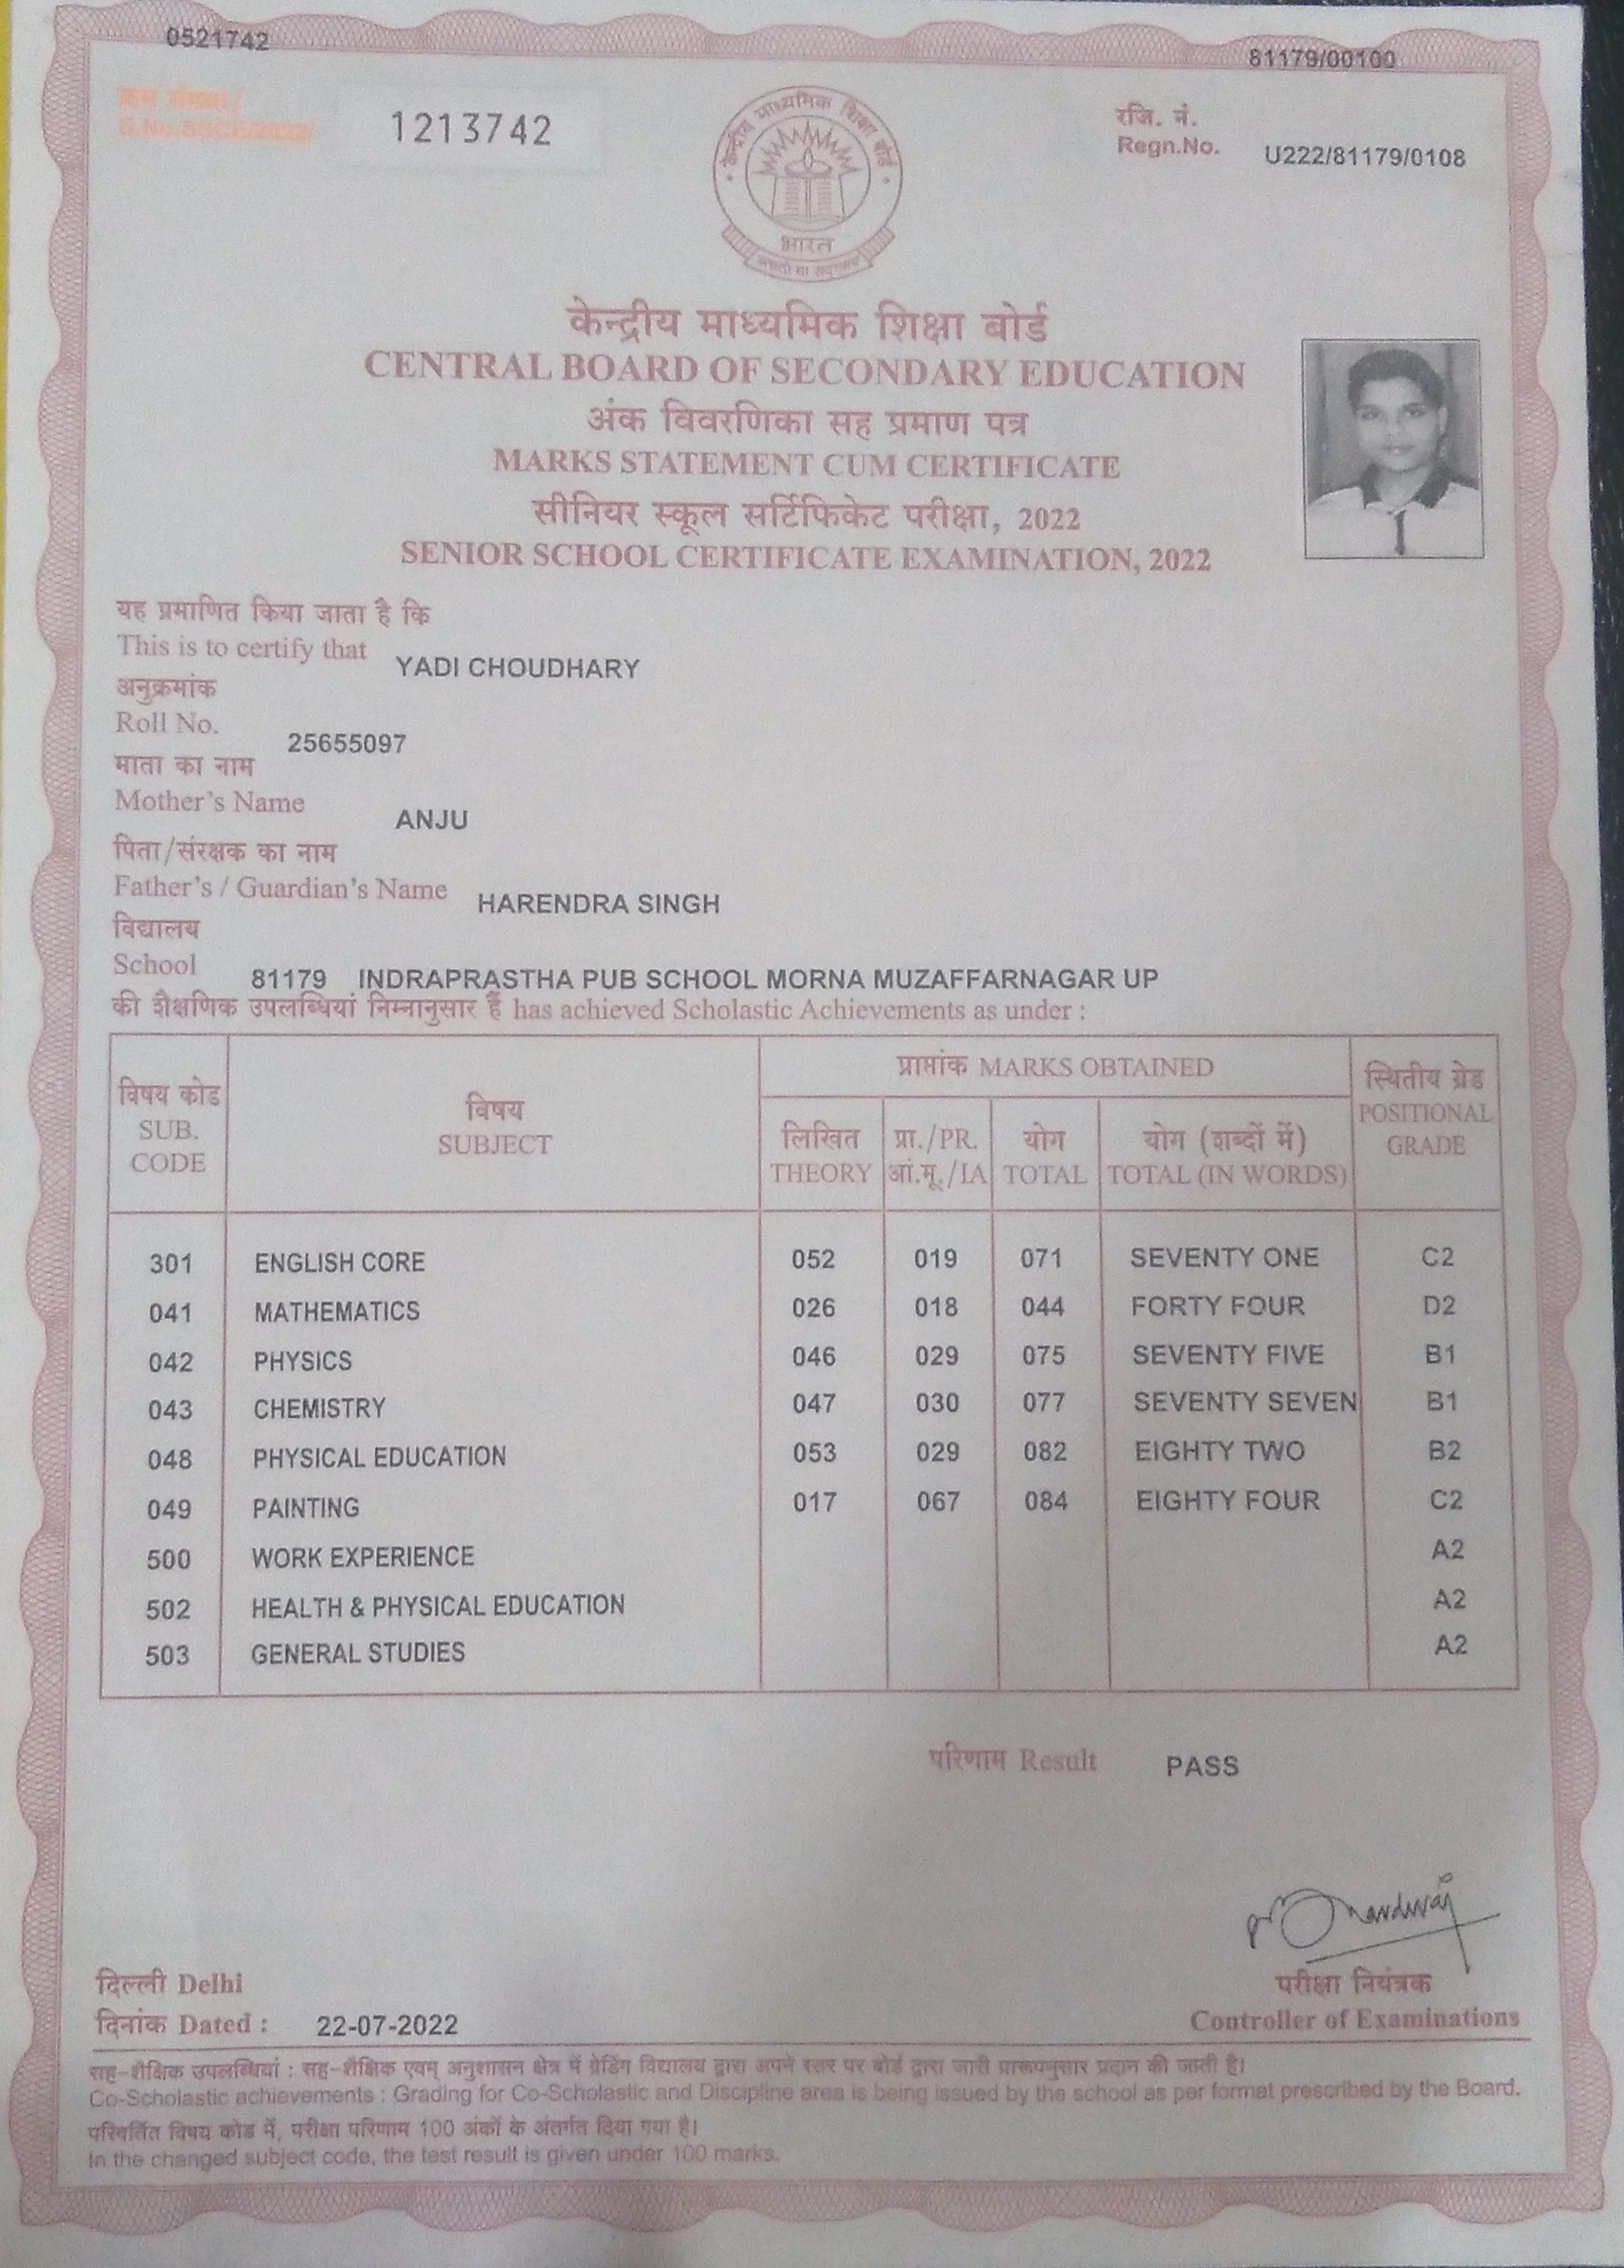 0521742
81179/00100
क्रम संख्या/
S.No.SSCE/2022/
1213742
रजि. नं.
Regn.No. U222/81179/0108
केन्द्रीय माध्यमिक शिक्षा बोर्ड
भारत
असतो मा सद्गमय
केन्द्रीय माध्यमिक शिक्षा बोर्ड
CENTRAL BOARD OF SECONDARY EDUCATION
अंक विवरणिका सह प्रमाण पत्र
MARKS STATEMENT CUM CERTIFICATE
सीनियर स्कूल सर्टिफिकेट परीक्षा, 2022
SENIOR SCHOOL CERTIFICATE EXAMINATION, 2022
यह प्रमाणित किया जाता है कि
This is to certify that YADI CHOUDHARY
अनुक्रमांक
Roll No. 25655097
माता का नाम
Mother's Name ANJU
पिता/संरक्षक का नाम
Father's / Guardian's Name HARENDRA SINGH
विद्यालय
School 81179 INDRAPRASTHA PUB SCHOOL MORNA MUZAFFARNAGAR UP
की शैक्षणिक उपलब्धियां निम्नानुसार हैं has achieved Scholastic Achievements as under :
विषय कोड SUB. CODE
विषय SUBJECT
प्राप्तांक MARKS OBTAINED
लिखित THEORY
प्रा./PR. आं.मू./IA
योग TOTAL
योग (शब्दों में) TOTAL (IN WORDS)
स्थितीय ग्रेड POSITIONAL GRADE
301 ENGLISH CORE 052 019 071 SEVENTY ONE C2
041 MATHEMATICS 026 018 044 FORTY FOUR D2
042 PHYSICS 046 029 075 SEVENTY FIVE B1
043 CHEMISTRY 047 030 077 SEVENTY SEVEN B1
048 PHYSICAL EDUCATION 053 029 082 EIGHTY TWO B2
049 PAINTING 017 067 084 EIGHTY FOUR C2
500 WORK EXPERIENCE A2
502 HEALTH & PHYSICAL EDUCATION A2
503 GENERAL STUDIES A2
परिणाम Result PASS
दिल्ली Delhi
परीक्षा नियंत्रक
दिनांक Dated : 22-07-2022
Controller of Examinations
सह-शैक्षिक उपलब्धियां : सह-शैक्षिक एवम् अनुशासन क्षेत्र में ग्रेडिंग विद्यालय द्वारा अपने स्तर पर बोर्ड द्वारा जारी प्रारूपनुसार प्रदान की जाती है।
Co-Scholastic achievements : Grading for Co-Scholastic and Discipline area is being issued by the school as per format prescribed by the Board.
परिवर्तित विषय कोड में, परीक्षा परिणाम 100 अंकों के अंतर्गत दिया गया है।
In the changed subject code, the test result is given under 100 marks.